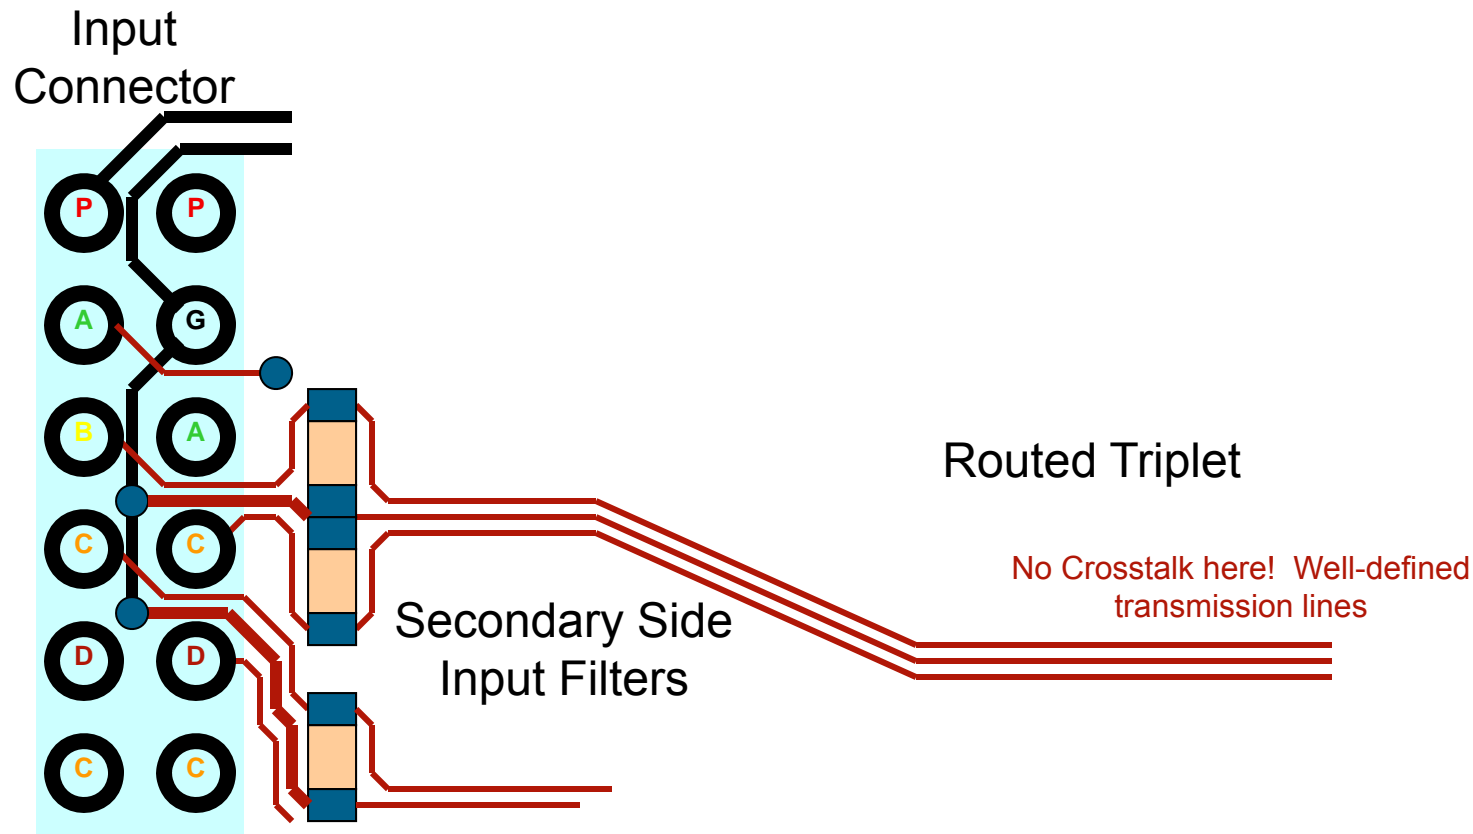 Input
Connector
P P
A G
B A
C C
D D
C C
Routed Triplet
No Crosstalk here!  Well-defined
transmission lines
Secondary Side
Input Filters